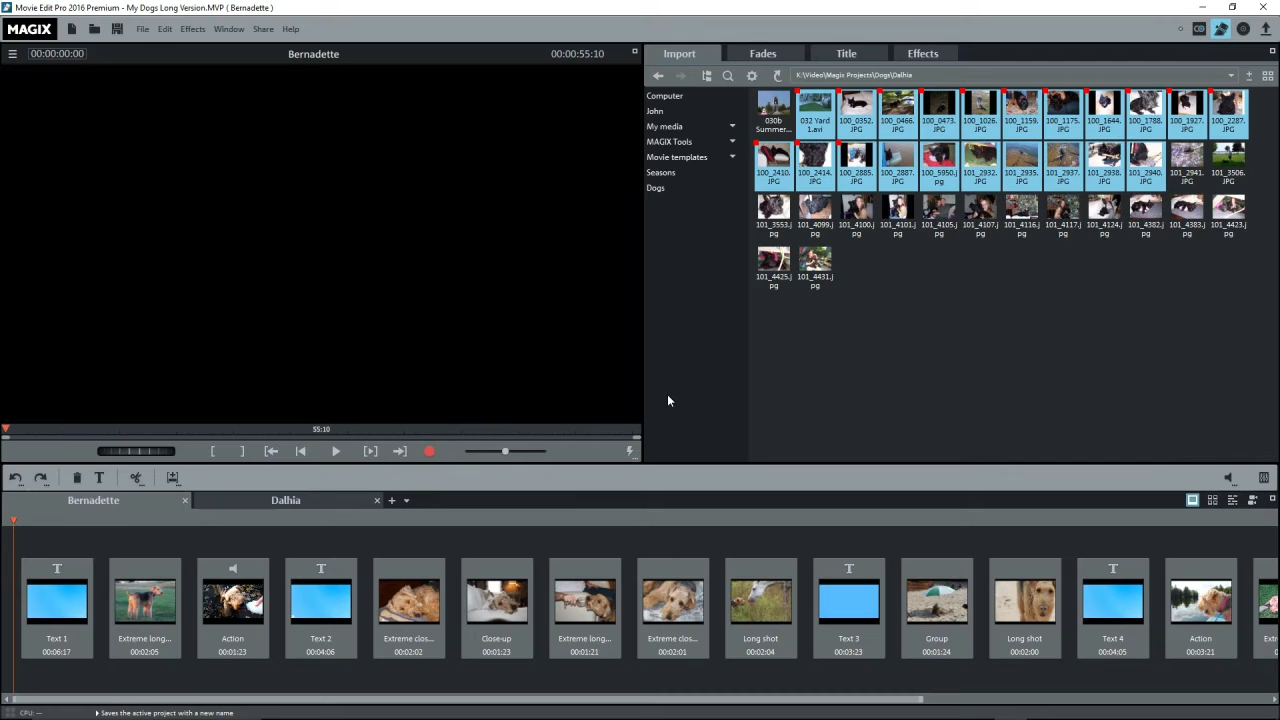 Movie Edit Pro 2016 Premium - My Dogs Long Version.MVP ( Bernadette )
MAGIX File Edit Effects Window Share Help
00:00:00:00 Bernadette 00:00:55:10
Import Fades Title Effects
K:\Video\Magix Projects\Dogs\Dalhia
Computer
John
My media
MAGIX Tools
Movie templates
Seasons
Dogs
030b Summer... 032 Yard 1.avi 100_0352.JPG 100_0466.JPG 100_0473.JPG 100_1026.JPG 100_1159.JPG 100_1175.JPG 100_1644.JPG 100_1788.JPG 100_1927.JPG 100_2287.JPG
100_2410.JPG 100_2414.JPG 100_2885.JPG 100_2887.JPG 100_5950.jpg 101_2932.JPG 101_2935.JPG 101_2937.JPG 101_2938.JPG 101_2940.JPG 101_2941.JPG 101_3506.JPG
101_3553.jpg 101_4099.jpg 101_4100.jpg 101_4101.jpg 101_4105.jpg 101_4107.jpg 101_4116.jpg 101_4117.jpg 101_4124.jpg 101_4382.jpg 101_4383.jpg 101_4423.jpg
101_4425.jpg 101_4431.jpg
55:10
Bernadette Dalhia
T T T T
Text 1 Extreme long... Action Text 2 Extreme clos... Close-up Extreme long... Extreme clos... Long shot Text 3 Group Long shot Text 4 Action Ext
00:06:17 00:02:05 00:01:23 00:04:06 00:02:02 00:01:23 00:01:21 00:02:01 00:02:04 00:03:23 00:01:24 00:02:00 00:04:05 00:03:21 00:
CPU: -- Saves the active project with a new name